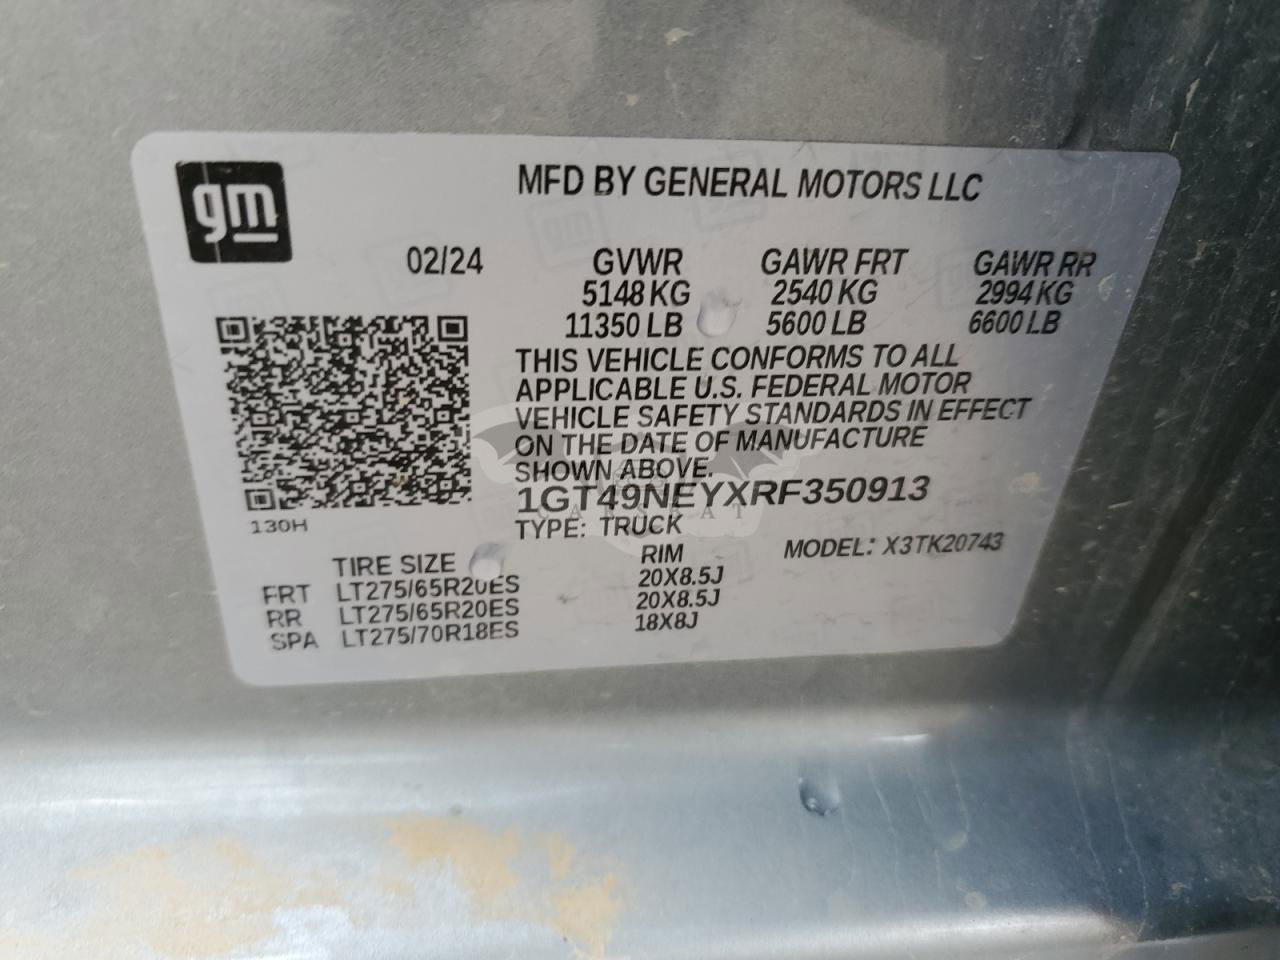 gm
MFD BY GENERAL MOTORS LLC
02/24 GVWR GAWR FRT GAWR RR
5148 KG 2540 KG 2994 KG
11350 LB 5600 LB 6600 LB
THIS VEHICLE CONFORMS TO ALL
APPLICABLE U.S. FEDERAL MOTOR
VEHICLE SAFETY STANDARDS IN EFFECT
ON THE DATE OF MANUFACTURE
SHOWN ABOVE.
1GT49NEYXRF350913
CARSBAT
130H
TYPE: TRUCK
MODEL: X3TK20743
TIRE SIZE RIM
FRT LT275/65R20ES 20X8.5J
RR LT275/65R20ES 20X8.5J
SPA LT275/70R18ES 18X8J